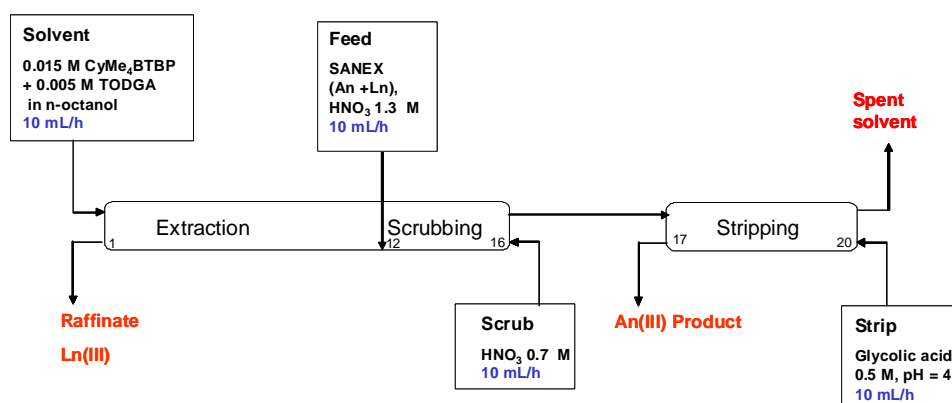 Solvent
0.015 M CyMe4BTBP
+ 0.005 M TODGA
in n-octanol
10 mL/h
Feed
SANEX
(An +Ln),
HNO3 1.3 M
10 mL/h
Spent
solvent
Extraction
Scrubbing
1
12
16
Stripping
17
20
Raffinate
Ln(III)
Scrub
HNO3 0.7 M
10 mL/h
An(III) Product
Strip
Glycolic acid
0.5 M, pH = 4
10 mL/h